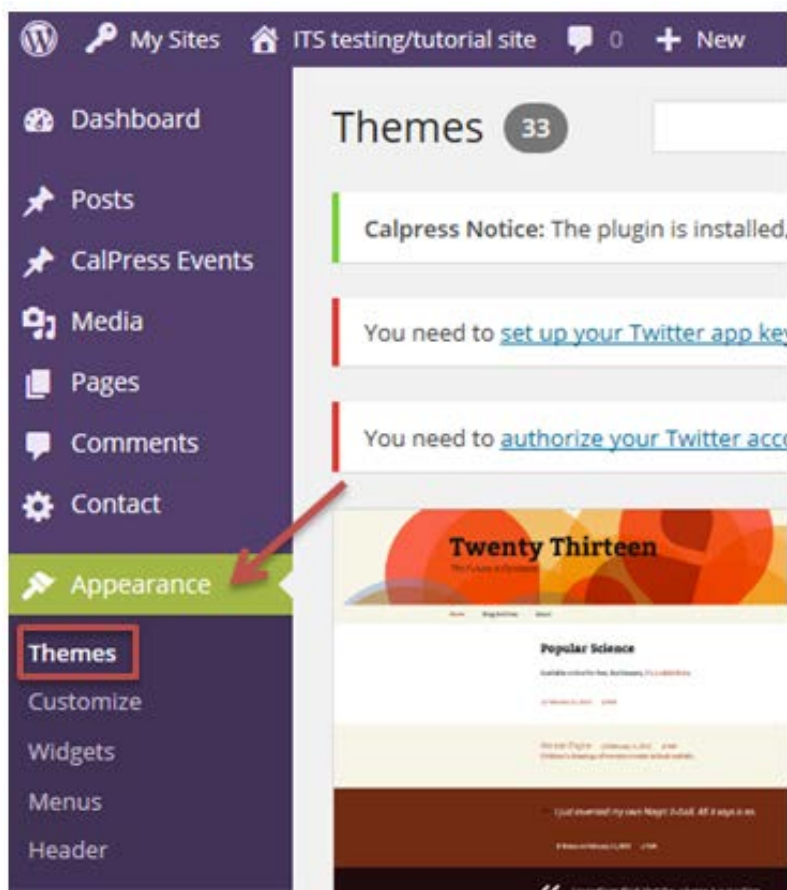 My Sites ITS testing/tutorial site 0 + New
Dashboard
Posts
CalPress Events
Media
Pages
Comments
Contact
Appearance
Themes
Customize
Widgets
Menus
Header
Themes 33
Calpress Notice: The plugin is installed,
You need to set up your Twitter app key
You need to authorize your Twitter acco
Twenty Thirteen
Popular Science